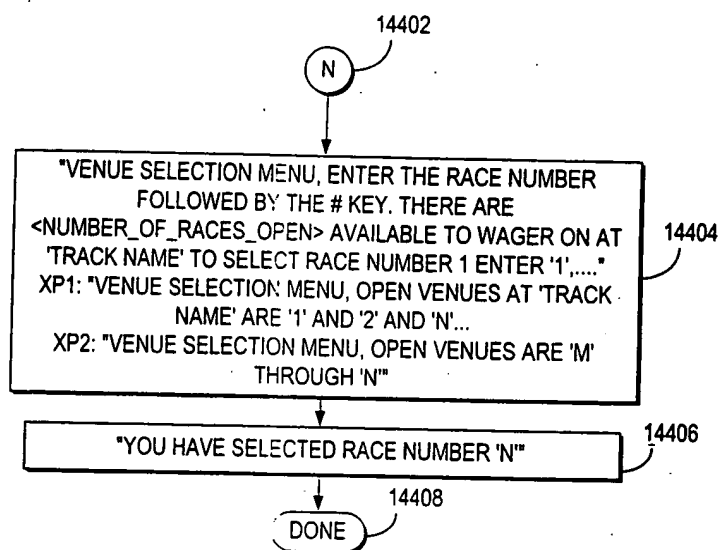 14402
N
"VENUE SELECTION MENU, ENTER THE RACE NUMBER
FOLLOWED BY THE # KEY. THERE ARE
<NUMBER_OF_RACES_OPEN> AVAILABLE TO WAGER ON AT
'TRACK NAME' TO SELECT RACE NUMBER 1 ENTER '1',...."
XP1: "VENUE SELECTION MENU, OPEN VENUES AT 'TRACK
NAME' ARE '1' AND '2' AND 'N'...
XP2: "VENUE SELECTION MENU, OPEN VENUES ARE 'M'
THROUGH 'N'"
14404
"YOU HAVE SELECTED RACE NUMBER 'N'"
14406
DONE
14408